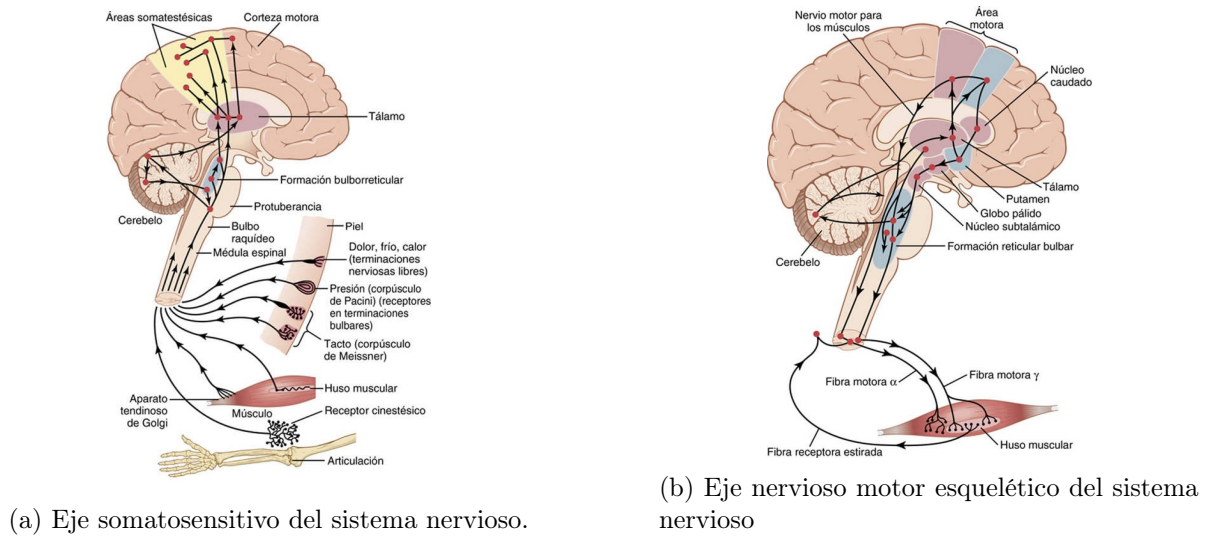 Áreas somatestésicas
Corteza motora
Tálamo
Formación bulborreticular
Protuberancia
Cerebelo
Bulbo
raquídeo
Médula espinal
Piel
Dolor, frío, calor
(terminaciones
nerviosas libres)
Presión (corpúsculo
de Pacini) (receptores
en terminaciones
bulbares)
Tacto (corpúsculo
de Meissner)
Huso muscular
Aparato
tendinoso
de Golgi
Músculo
Receptor cinestésico
Articulación
(a) Eje somatosensitivo del sistema nervioso.
Nervio motor para
los músculos
Área
motora
Núcleo
caudado
Tálamo
Putamen
Globo pálido
Núcleo subtalámico
Formación reticular bulbar
Cerebelo
Fibra motora α
Fibra motora γ
Huso muscular
Fibra receptora estirada
(b) Eje nervioso motor esquelético del sistema
nervioso